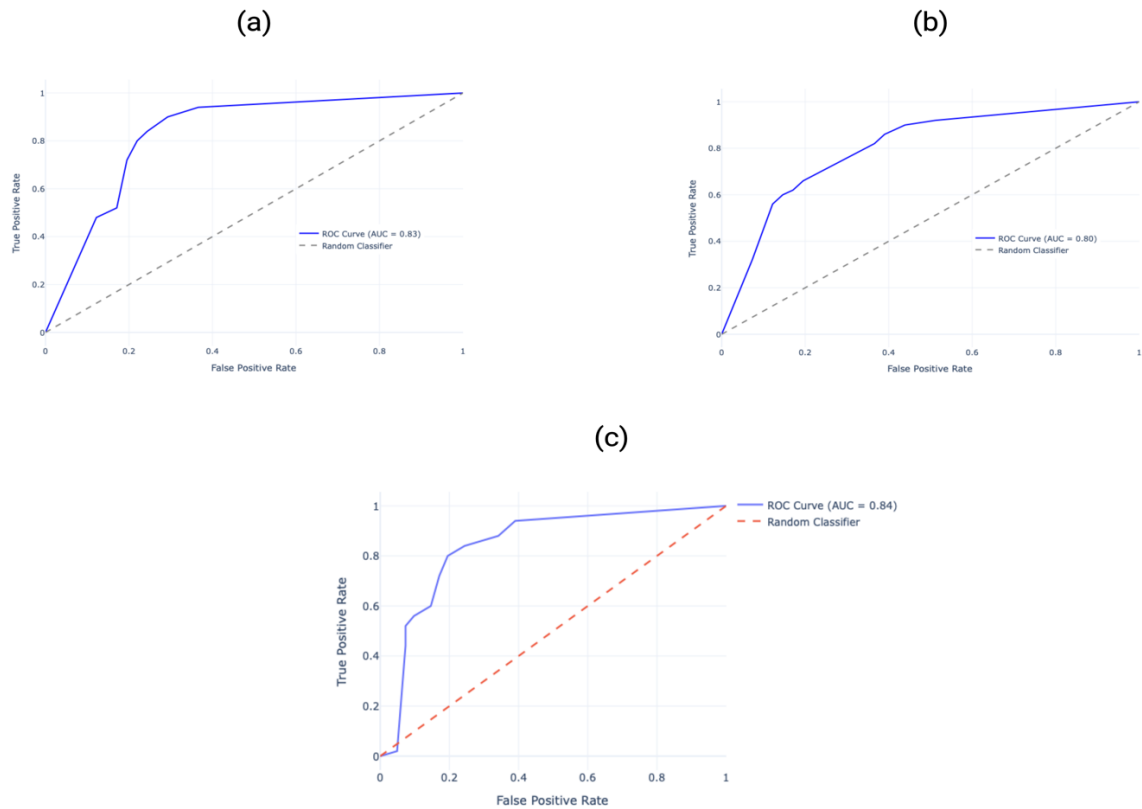 (a)
1
0.8
0.6
0.4
0.2
0
True Positive Rate
ROC Curve (AUC = 0.83)
Random Classifier
0
0.2
0.4
0.6
0.8
1
False Positive Rate
(b)
1
0.8
0.6
0.4
0.2
0
True Positive Rate
ROC Curve (AUC = 0.80)
Random Classifier
0
0.2
0.4
0.6
0.8
1
False Positive Rate
(c)
1
0.8
0.6
0.4
0.2
0
True Positive Rate
ROC Curve (AUC = 0.84)
Random Classifier
0
0.2
0.4
0.6
0.8
1
False Positive Rate